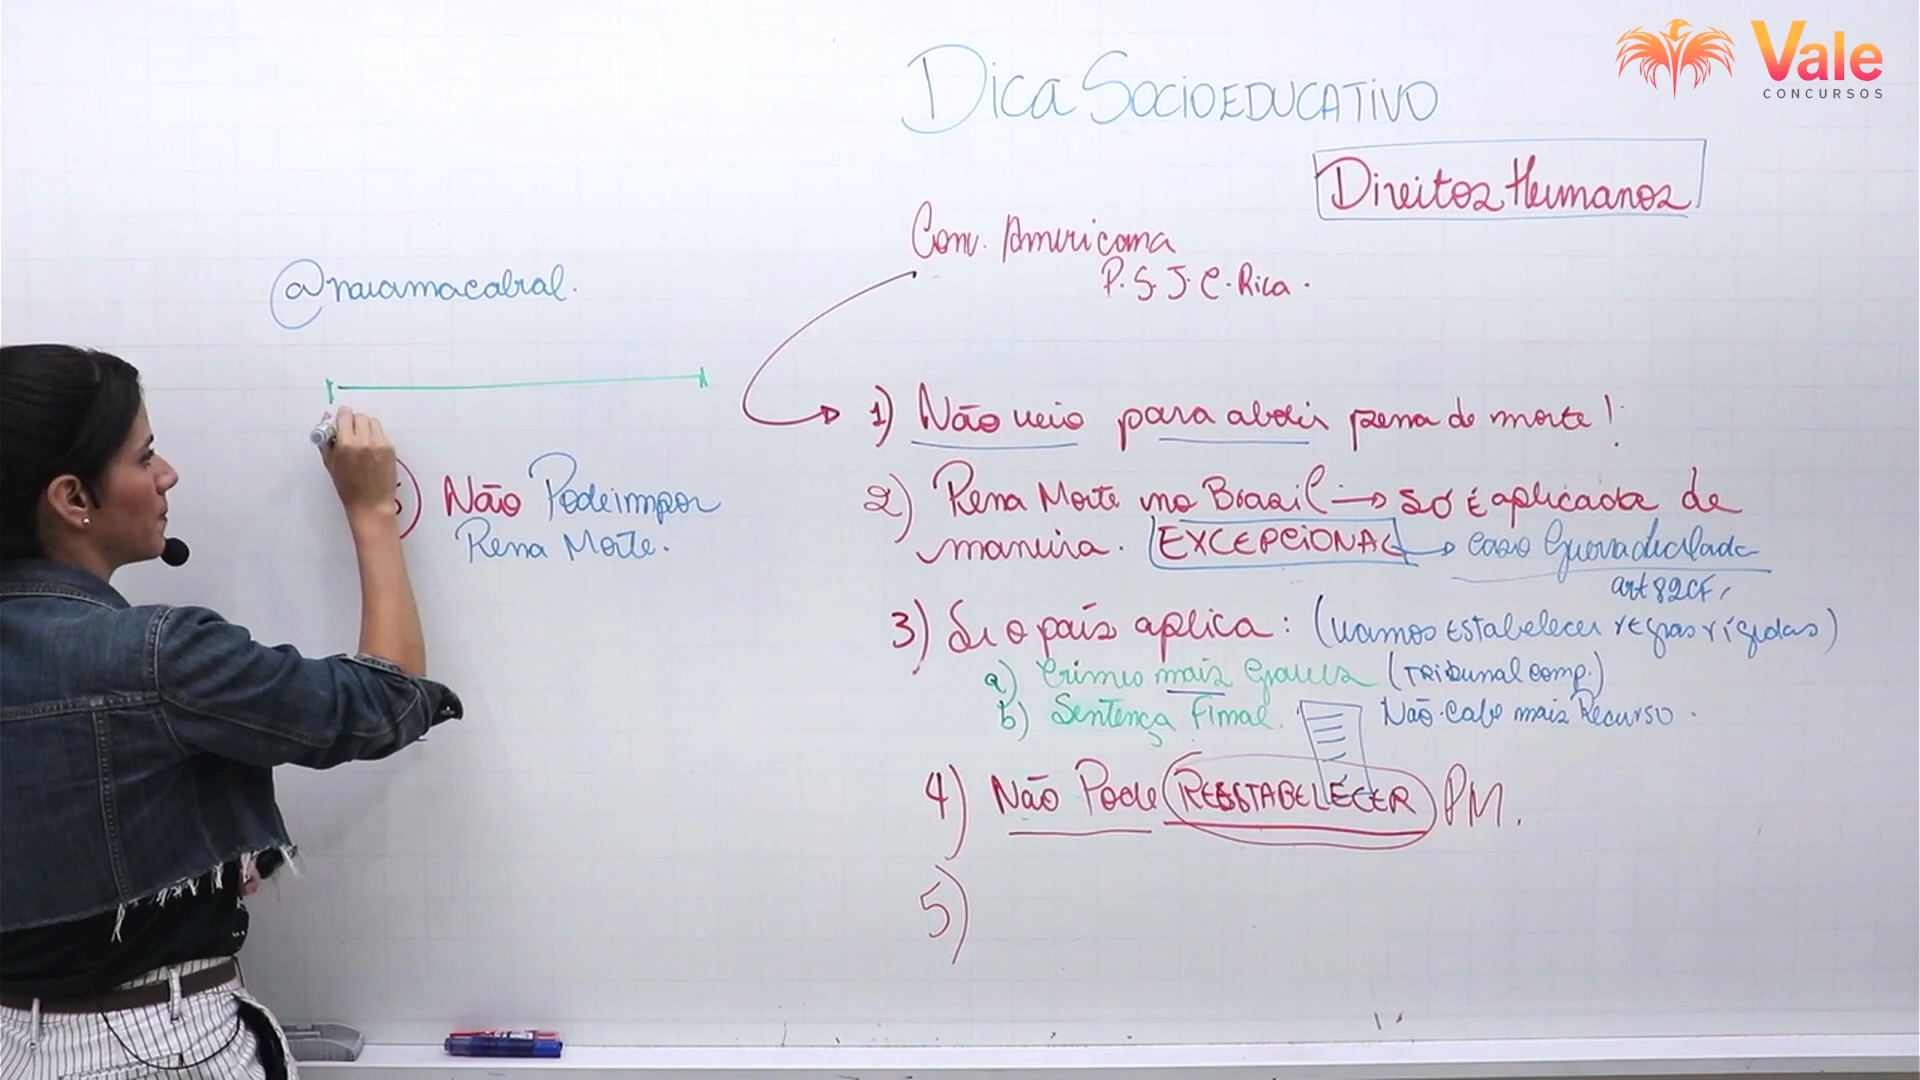 Vale
CONCURSOS
Dica SOCIOEDUCATIVO
Direitos Humanos
Conv. Americana
P. S. J. C. Rica.
@naiamacabral.
1) Não veio para abolir pena de morte!
2) Pena Morte no Brasil → SÓ É aplicada de
maneira. EXCEPCIONAL → caso Guerra declarada
art 82 CF,
3) Se o país aplica: (vamos EStabelecer regras rígidas)
a) Crimes mais Graves (TRIbunal comp.)
b) Sentença Final. Não cabe mais Recurso.
4) Não Pode REESTABELECER PM.
5)
5) Não Pode impor
Pena Morte.